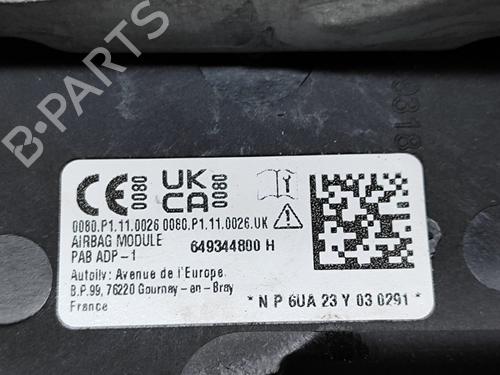 B-PARTS
0318
CE 0080 UK CA 0080
0080.P1.11.0026 0080.P1.11.0026.UK
AIRBAG MODULE 649344800 H
PAB ADP-1
Autoliv: Avenue de l'Europe.
B.P.99, 76220 Gournay-en-Bray
France
*N P 6UA 23 Y 03 0291 *